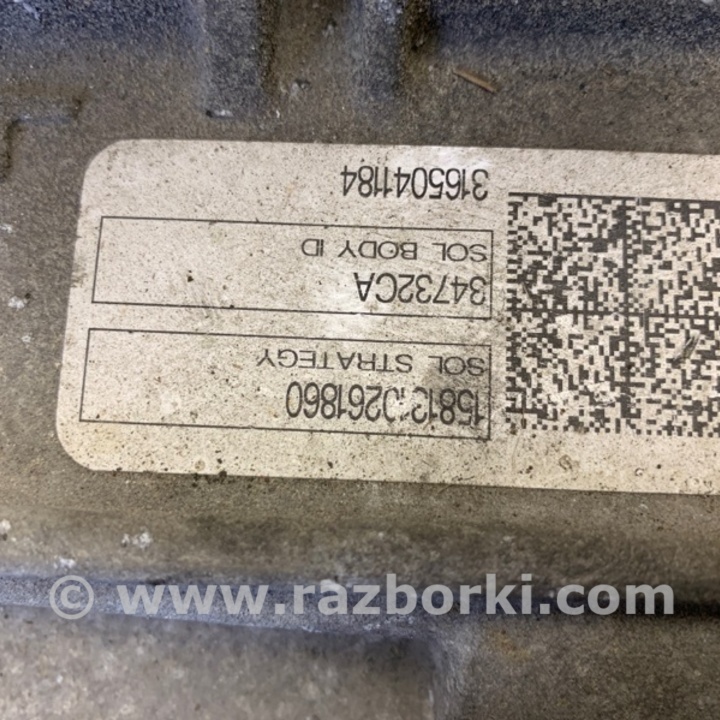 SOL STRATEGY
34732CA
SOL BODY ID
3165041184
© www.razborki.com